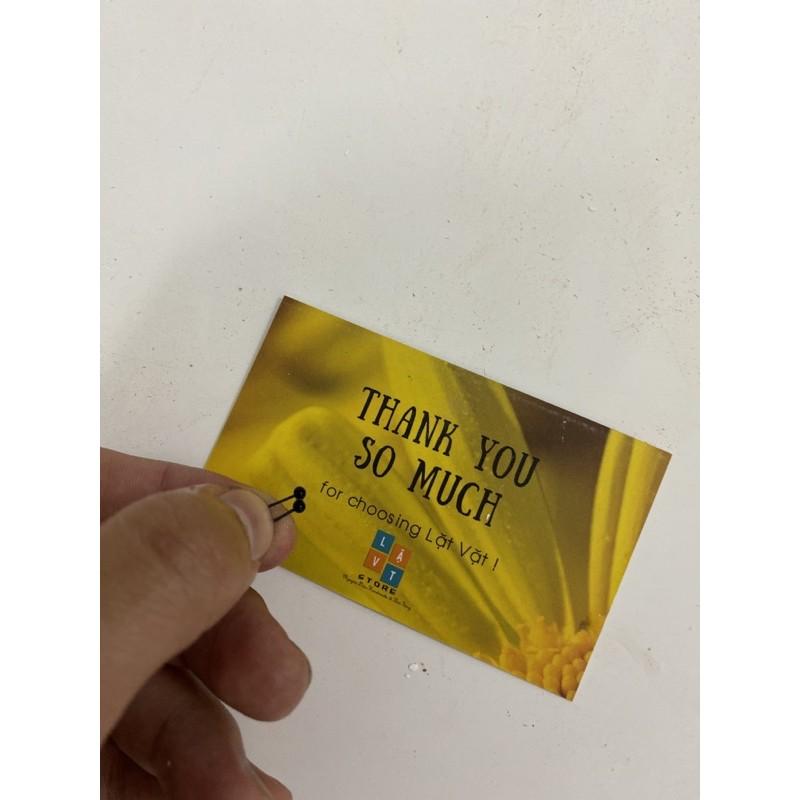 THANK YOU
SO MUCH
for choosing Lặt Vặt !
L Ặ
V T
STORE